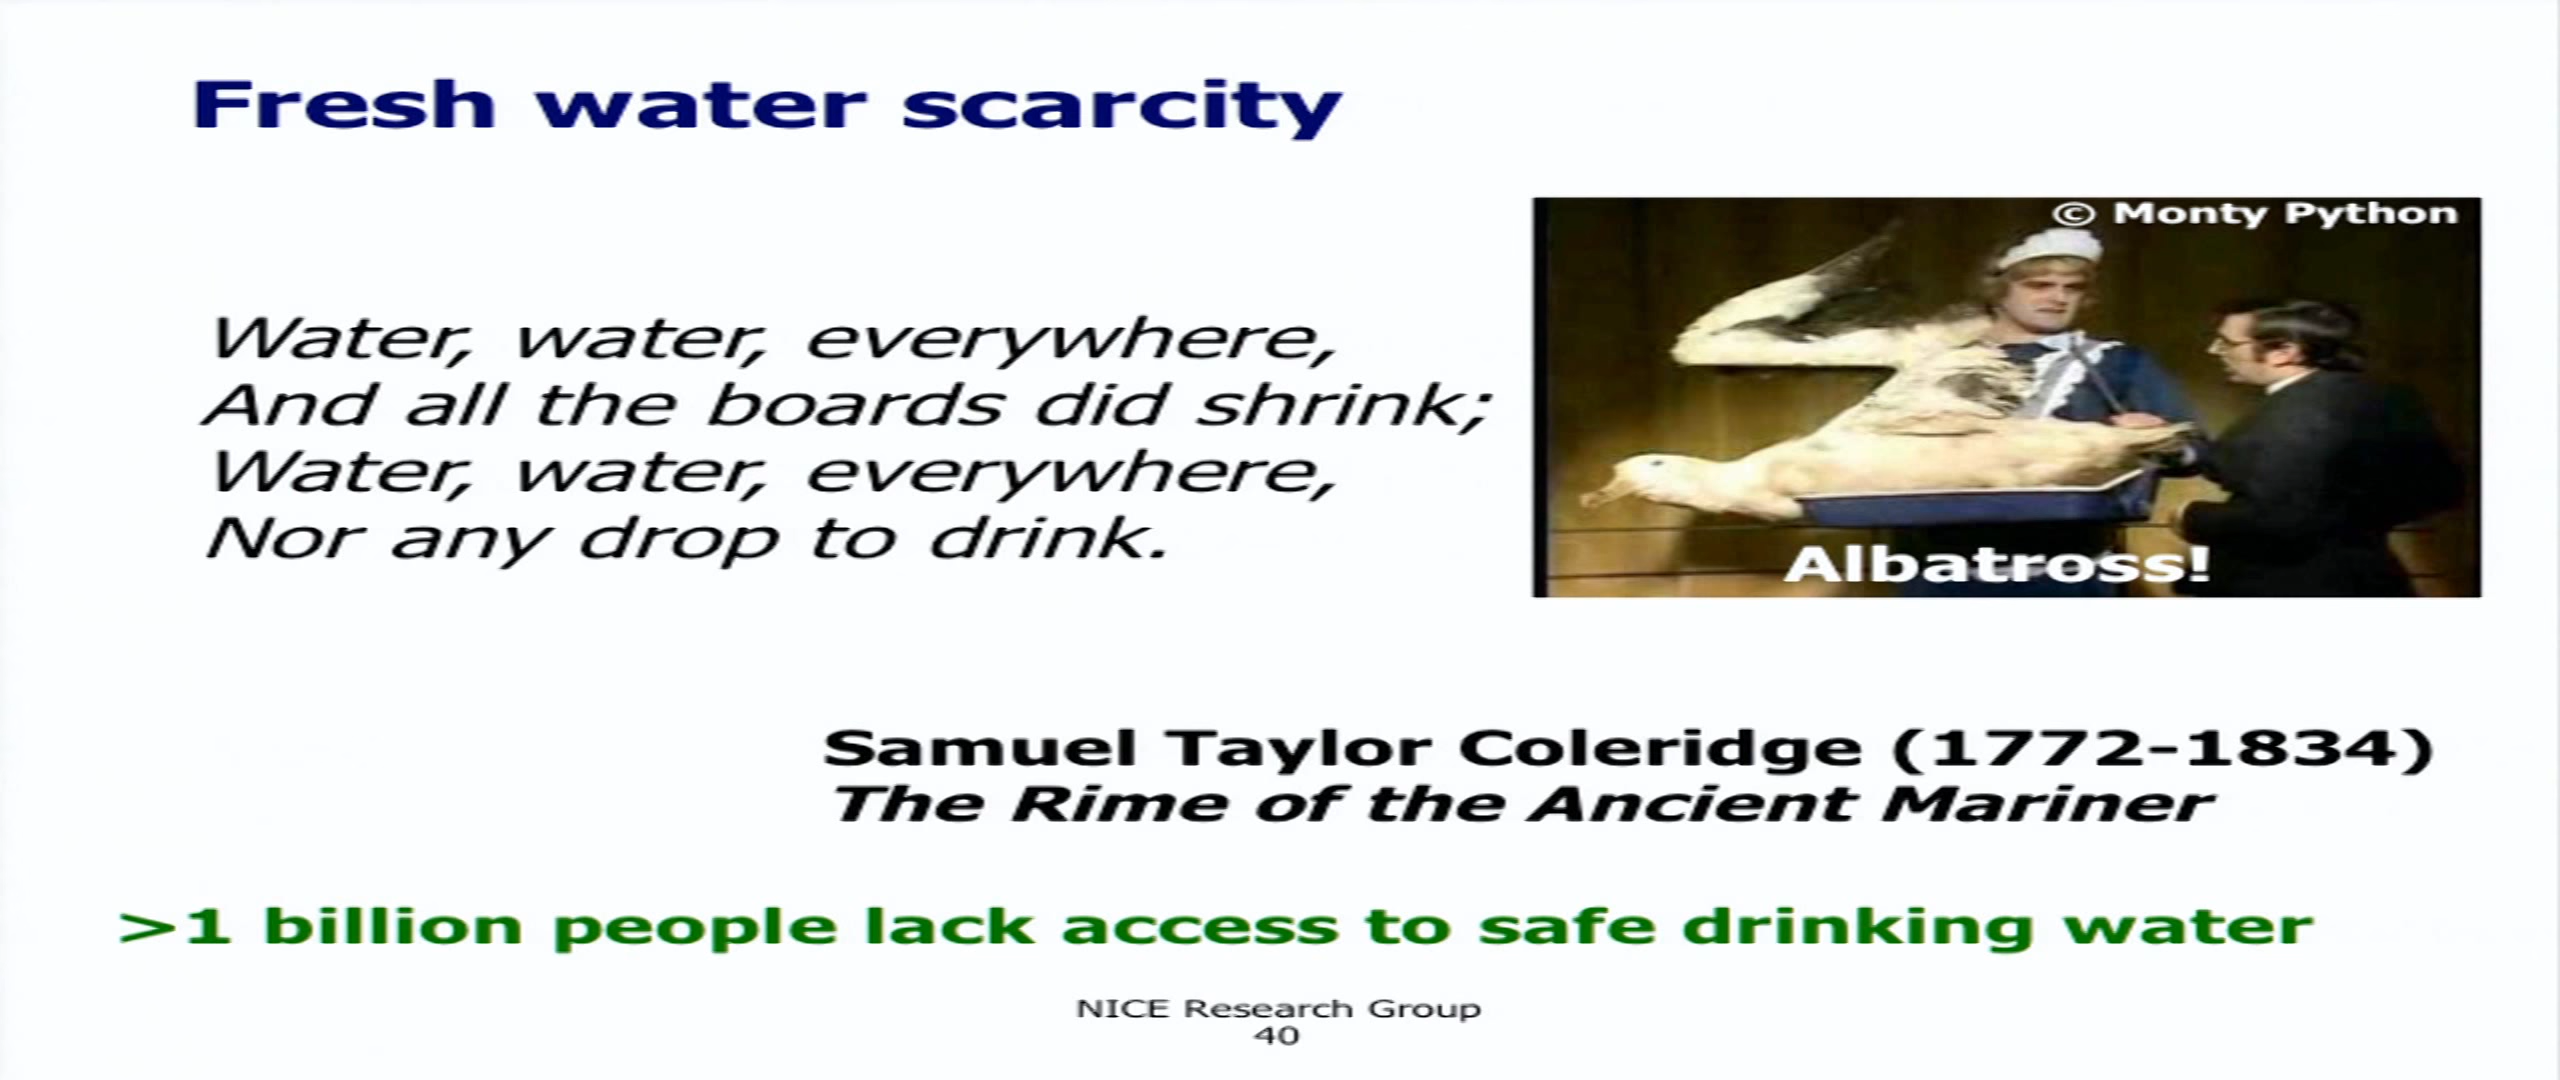 Fresh water scarcity
© Monty Python
Water, water, everywhere,
And all the boards did shrink;
Water, water, everywhere,
Nor any drop to drink.
Albatross!
Samuel Taylor Coleridge (1772-1834)
The Rime of the Ancient Mariner
>1 billion people lack access to safe drinking water
NICE Research Group
40